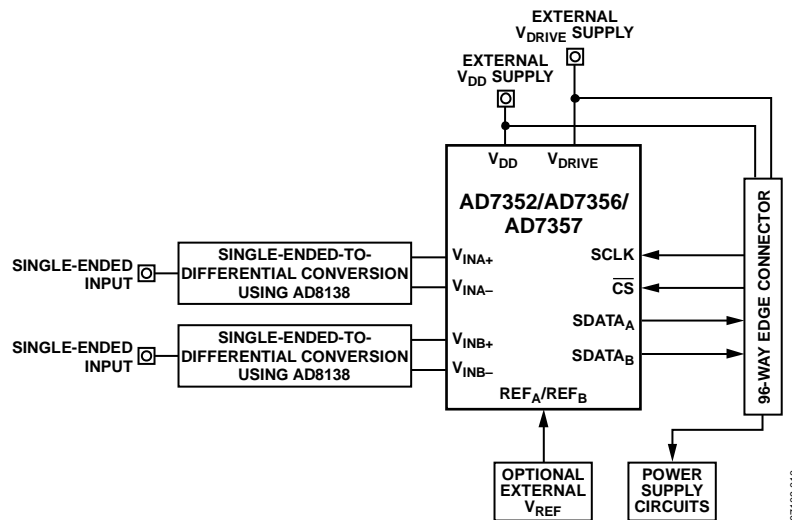 EXTERNAL
VDRIVE SUPPLY
EXTERNAL
VDD SUPPLY
VDD
VDRIVE
AD7352/AD7356/
AD7357
SINGLE-ENDED
INPUT
SINGLE-ENDED-TO-
DIFFERENTIAL CONVERSION
USING AD8138
VINA+
VINA–
SINGLE-ENDED
INPUT
SINGLE-ENDED-TO-
DIFFERENTIAL CONVERSION
USING AD8138
VINB+
VINB–
SCLK
CS
SDATAA
SDATAB
REFA/REFB
96-WAY EDGE CONNECTOR
OPTIONAL
EXTERNAL
VREF
POWER
SUPPLY
CIRCUITS